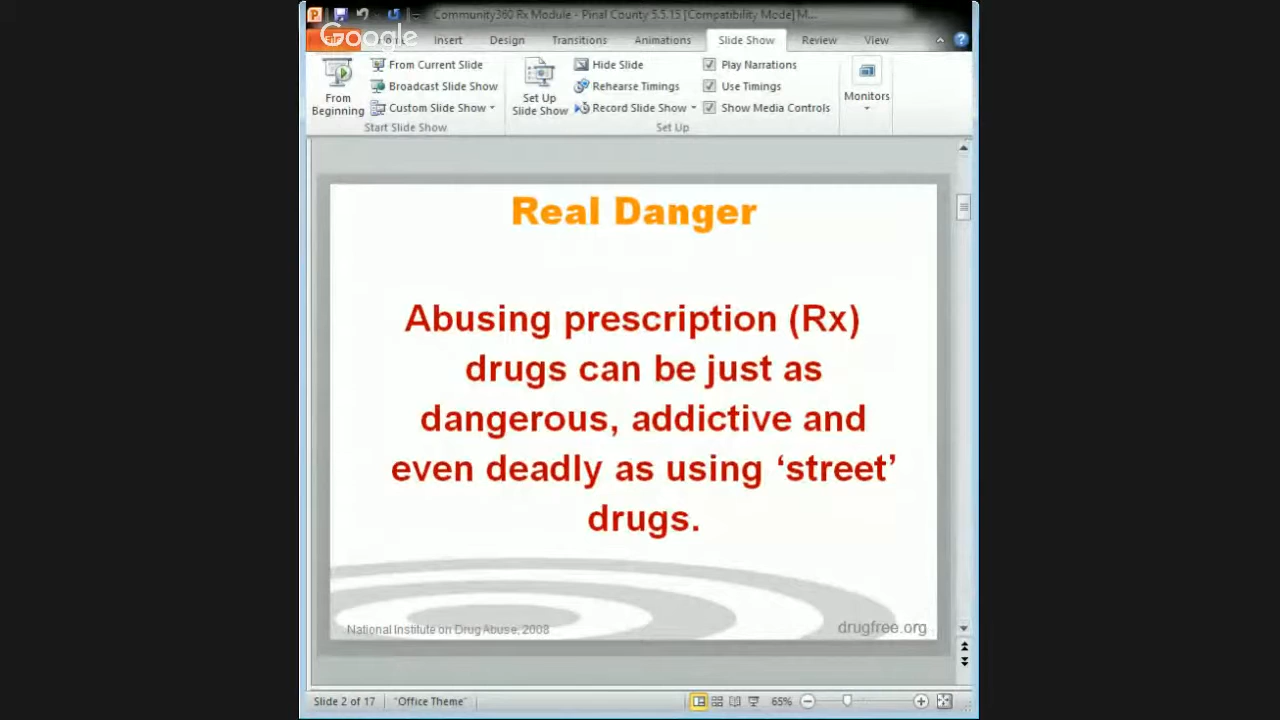 Community360 Rx Module - Pinal County 5.5.15 [Compatibility Mode] M...
Google
Insert Design Transitions Animations Slide Show Review View
From Beginning
From Current Slide
Broadcast Slide Show
Custom Slide Show
Start Slide Show
Set Up Slide Show
Hide Slide
Rehearse Timings
Record Slide Show
Play Narrations
Use Timings
Show Media Controls
Set Up
Monitors
Real Danger
Abusing prescription (Rx)
drugs can be just as
dangerous, addictive and
even deadly as using ‘street’
drugs.
National Institute on Drug Abuse, 2008
drugfree.org
Slide 2 of 17 "Office Theme" 65%